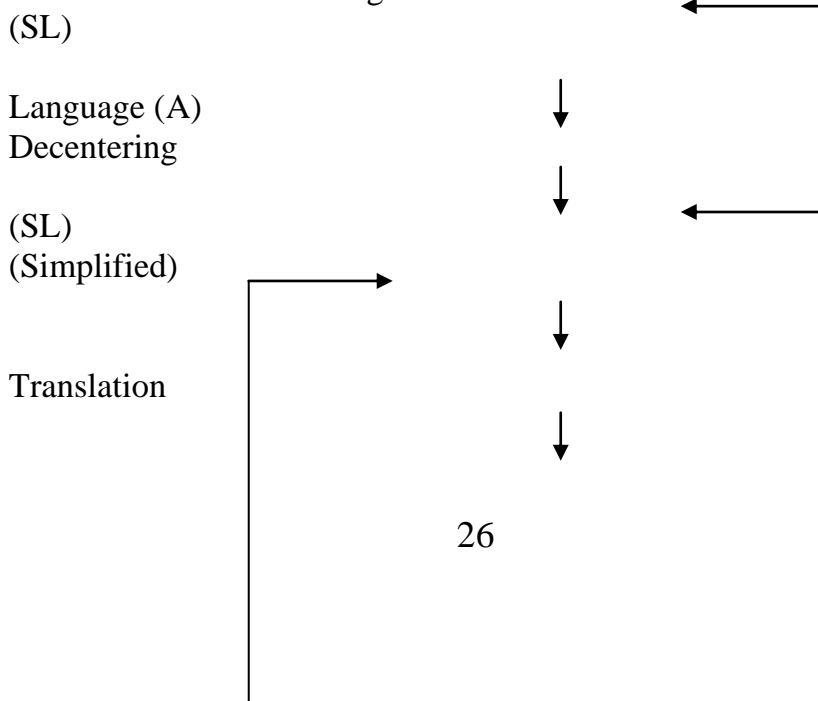 (SL)
Language (A)
Decentering
(SL)
(Simplified)
Translation
26